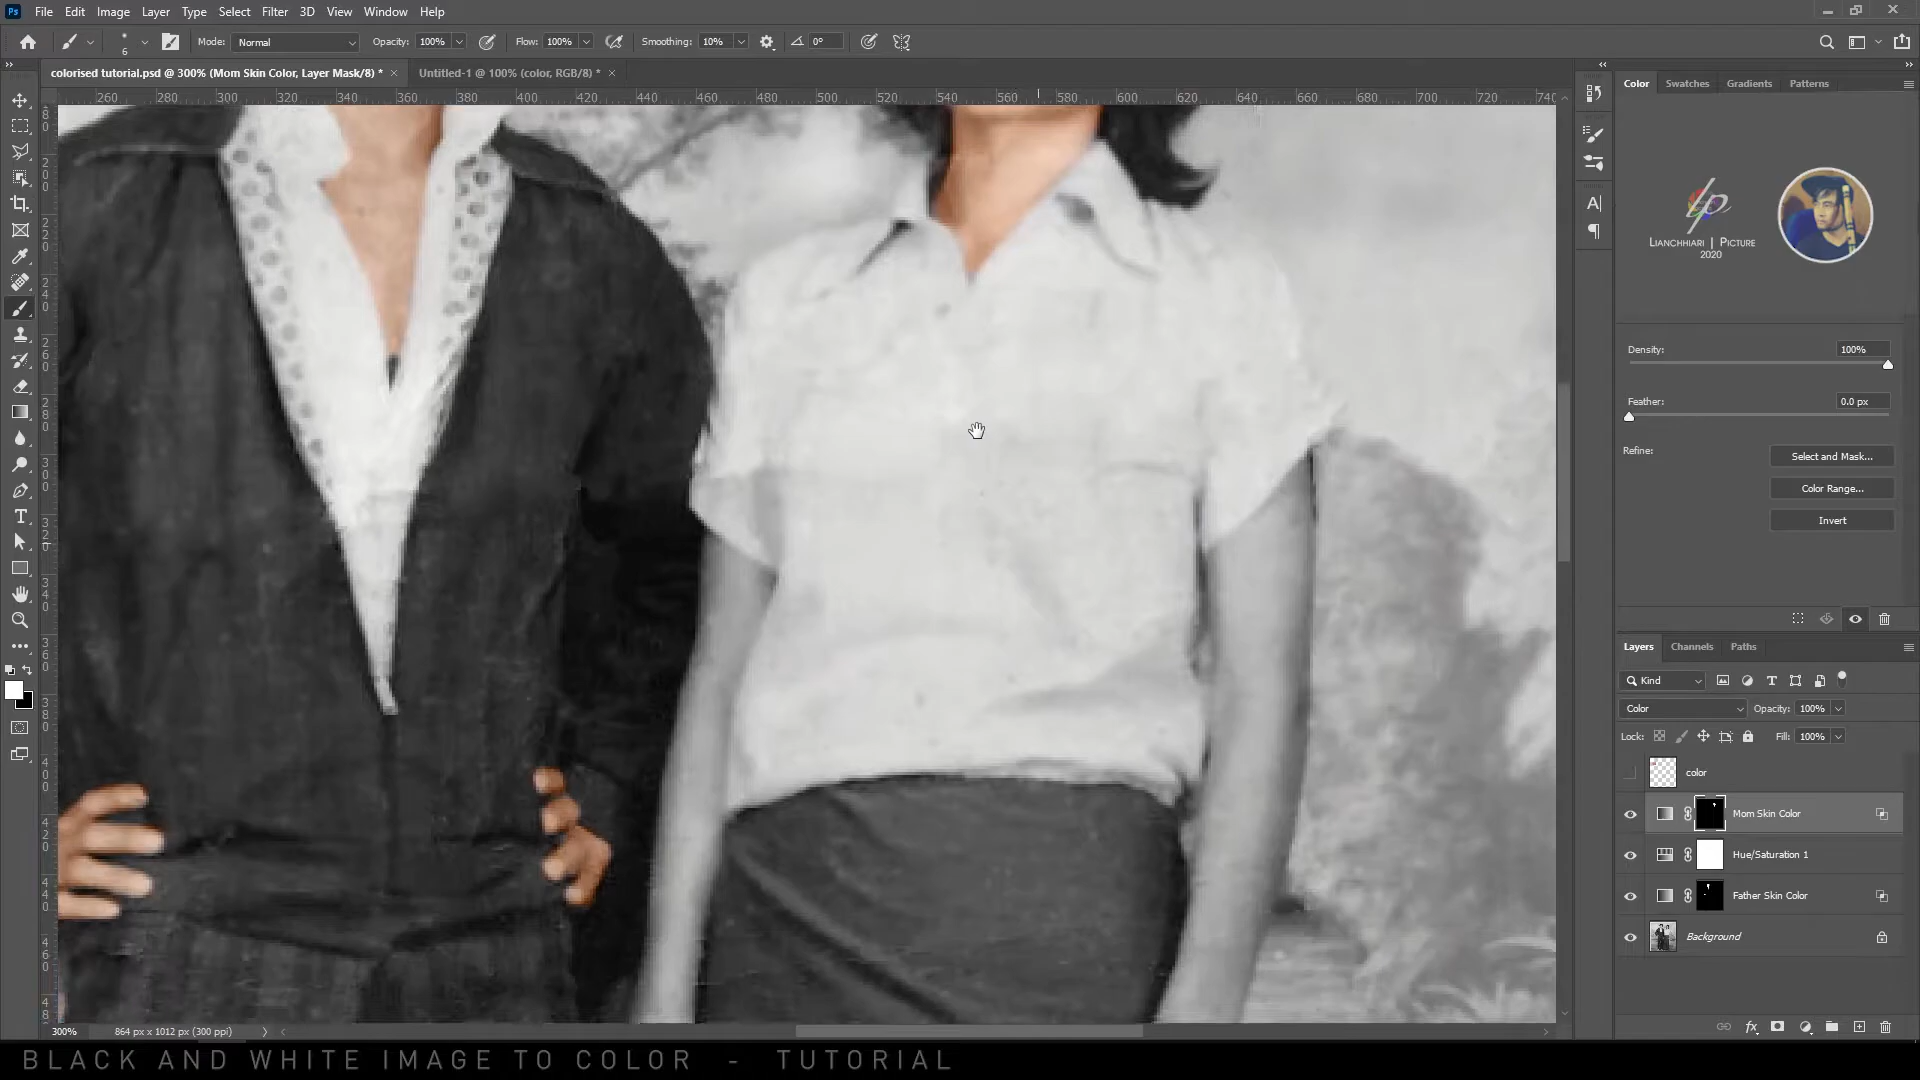 File Edit Image Layer Type Select Filter 3D View Window Help
6 Mode: Normal Opacity: 100% Flow: 100% Smoothing: 10% 0°
colorised tutorial.psd @ 300% (Mom Skin Color, Layer Mask/8) * × Untitled-1 @ 100% (color, RGB/8) * ×
260 280 300 320 340 360 380 400 420 440 460 480 500 520 540 560 580 600 620 640 660 680 700 720 740
Color Swatches Gradients Patterns
LIANCHHIARI | PICTURE
2020
Density: 100%
Feather: 0.0 px
Refine: Select and Mask...
Color Range...
Invert
Layers Channels Paths
Kind
Color Opacity: 100%
Lock: Fill: 100%
color
Mom Skin Color
Hue/Saturation 1
Father Skin Color
Background
300% 864 px x 1012 px (300 ppi)
BLACK AND WHITE IMAGE TO COLOR - TUTORIAL